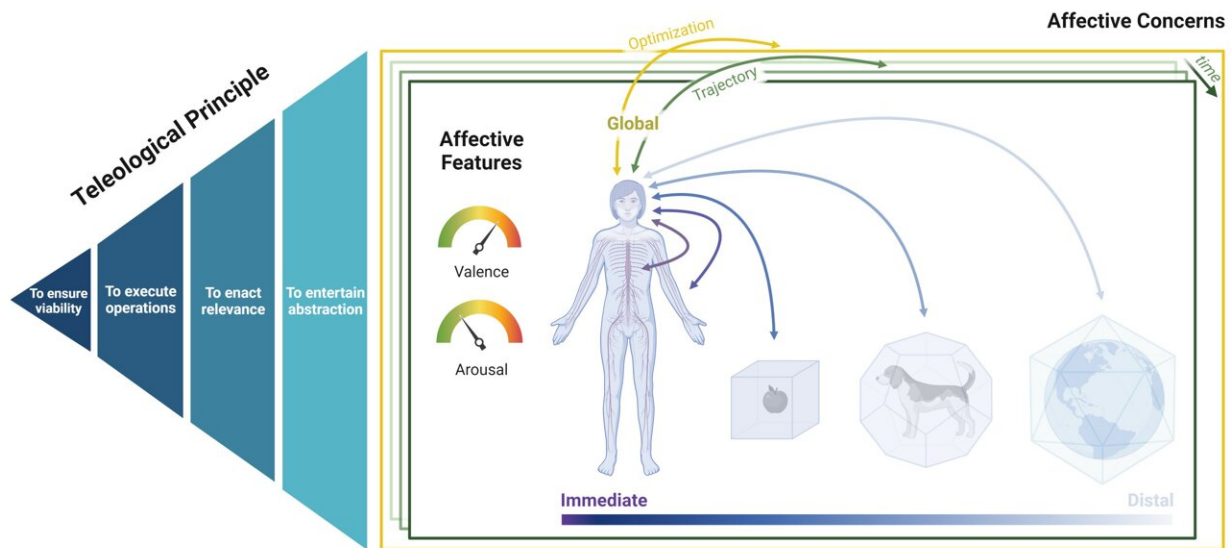 Affective Concerns
Optimization
time
Trajectory
Teleological Principle
Global
Affective
Features
To ensure
viability
To execute
operations
To enact
relevance
To entertain
abstraction
Valence
Arousal
Immediate
Distal